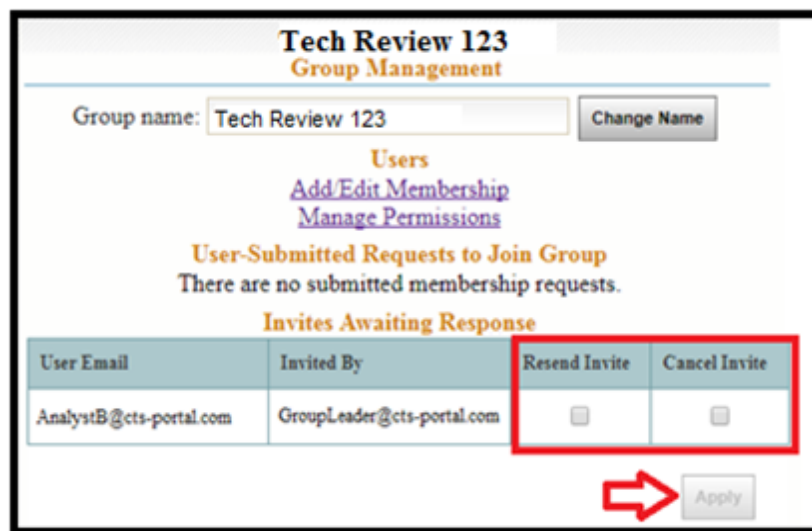 Tech Review 123
Group Management
Group name: Tech Review 123 Change Name
Users
Add/Edit Membership
Manage Permissions
User-Submitted Requests to Join Group
There are no submitted membership requests.
Invites Awaiting Response
User Email Invited By Resend Invite Cancel Invite
AnalystB@cts-portal.com GroupLeader@cts-portal.com
Apply